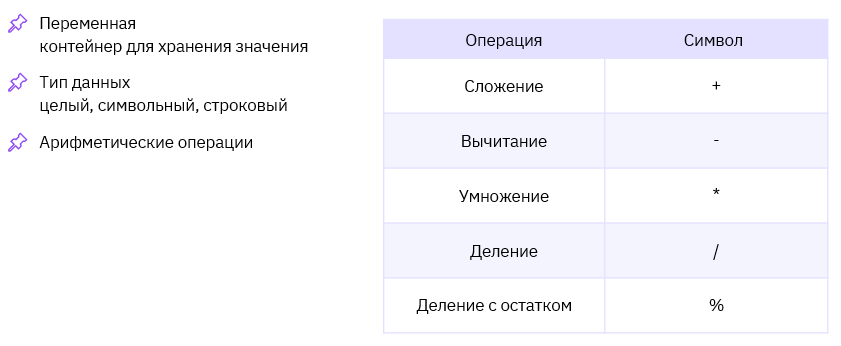 Переменная
контейнер для хранения значения
Тип данных
целый, символьный, строковый
Арифметические операции
Операция Символ
Сложение +
Вычитание -
Умножение *
Деление /
Деление с остатком %